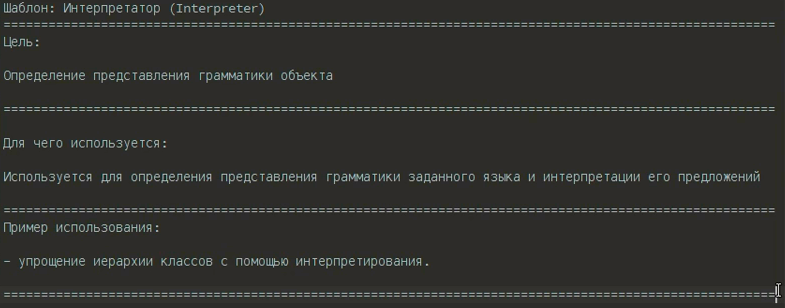 Шаблон: Интерпретатор (Interpreter)
=======================================================================================================
Цель:
Определение представления грамматики объекта
=======================================================================================================
Для чего используется:
Используется для определения представления грамматики заданного языка и интерпретации его предложений
=======================================================================================================
Пример использования:
- упрощение иерархии классов с помощью интерпретирования.
=======================================================================================================